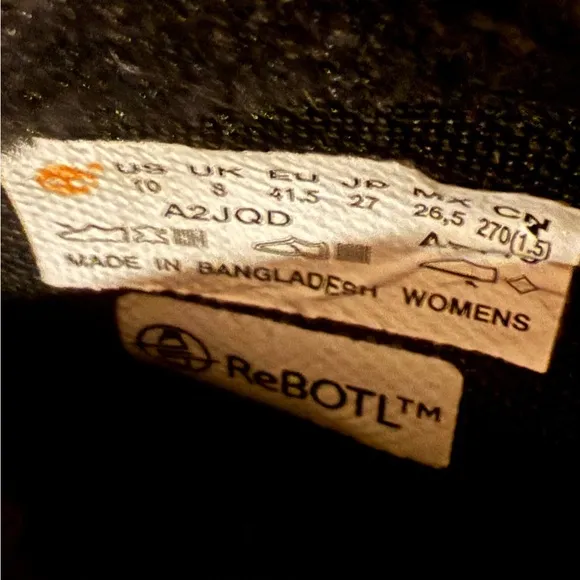 US UK EU JP MX CN
10 8 41.5 27 26,5 270(1.5)
A2JQD
MADE IN BANGLADESH WOMENS
ReBOTL™